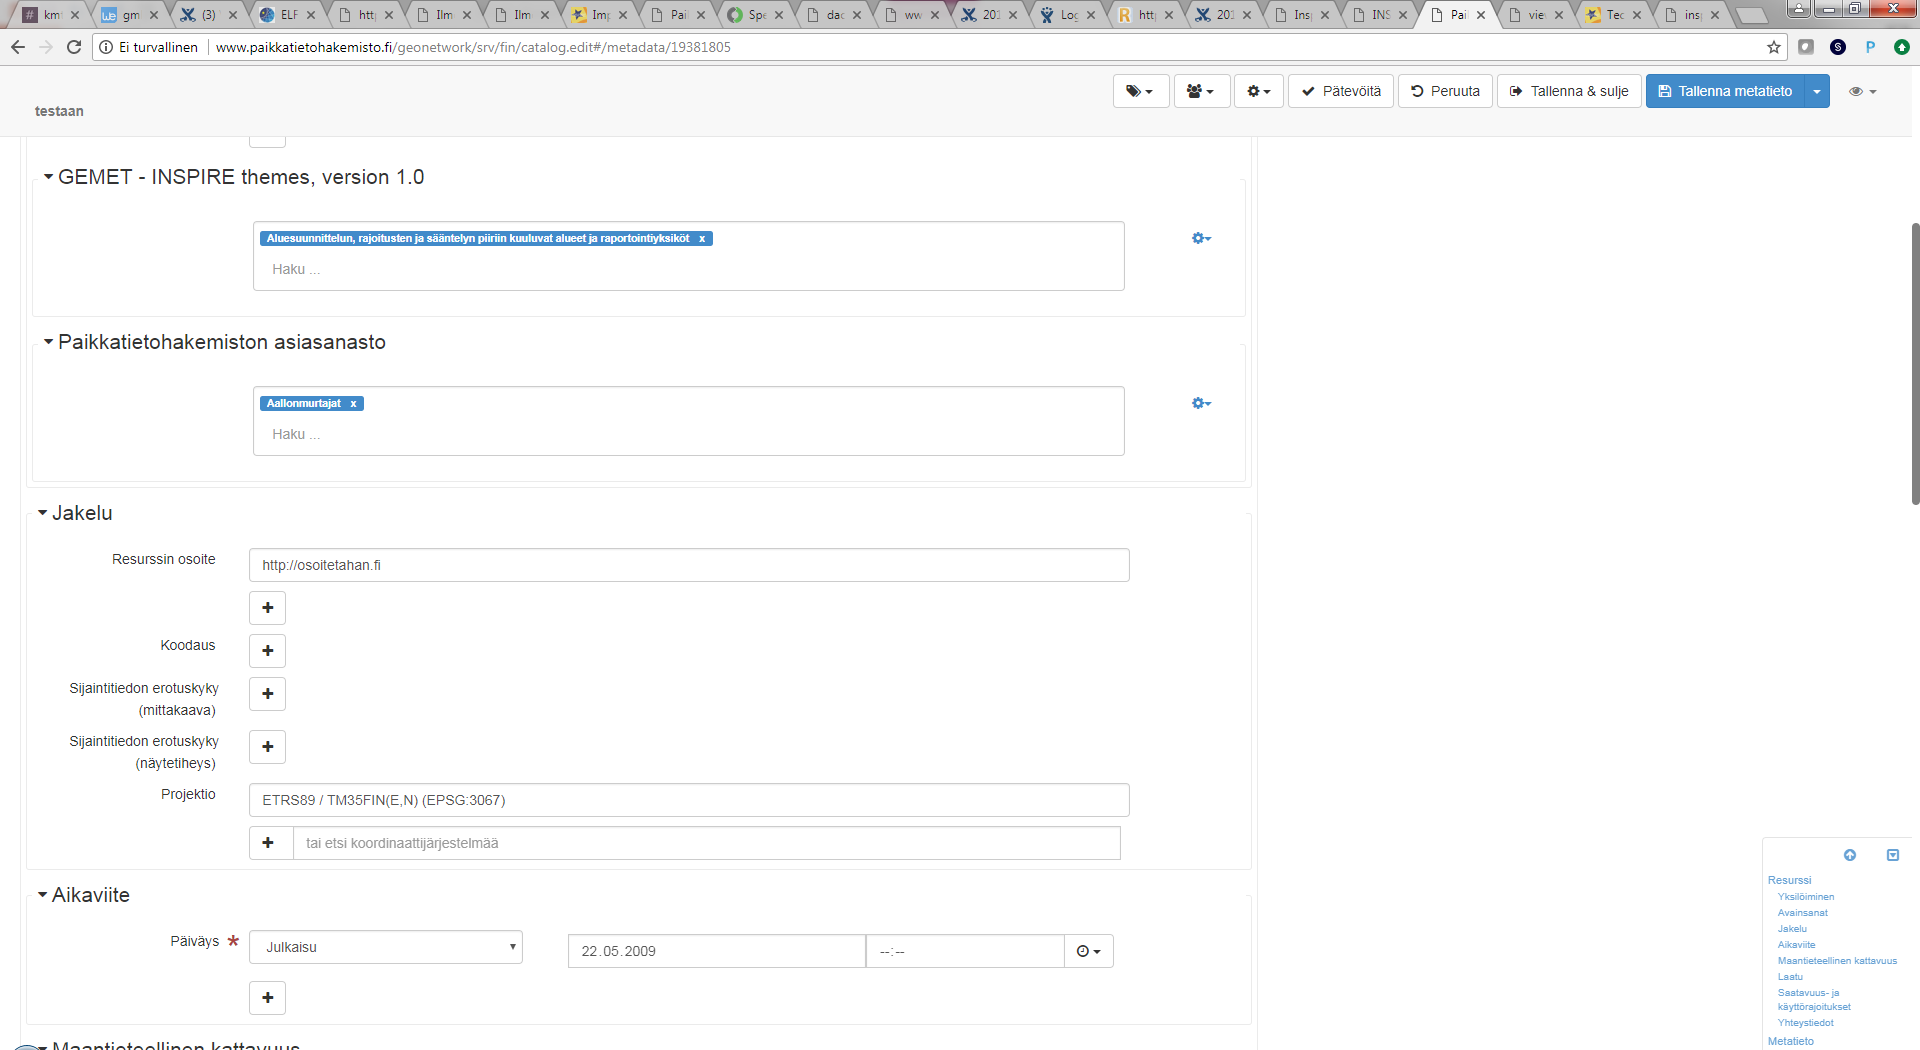 km
gm
(3)
ELF
htt
Ilm
Ilm
Imp
Pai
Spe
dac
ww
201
Log
htt
201
Ins
INS
Pai
vie
Tec
ins
Ei turvallinen
www.paikkatietohakemisto.fi/geonetwork/srv/fin/catalog.edit#/metadata/19381805
testaan
Pätevöitä
Peruuta
Tallenna & sulje
Tallenna metatieto
GEMET - INSPIRE themes, version 1.0
Aluesuunnittelun, rajoitusten ja sääntelyn piiriin kuuluvat alueet ja raportointiyksiköt x
Haku ...
Paikkatietohakemiston asiasanasto
Aallonmurtajat x
Haku ...
Jakelu
Resurssin osoite
http://osoitetahan.fi
Koodaus
Sijaintitiedon erotuskyky
(mittakaava)
Sijaintitiedon erotuskyky
(näytetiheys)
Projektio
ETRS89 / TM35FIN(E,N) (EPSG:3067)
tai etsi koordinaattijärjestelmää
Aikaviite
Päiväys *
Julkaisu
22.05.2009
--:--
Maantieteellinen kattavuus
Resurssi
Yksilöiminen
Avainsanat
Jakelu
Aikaviite
Maantieteellinen kattavuus
Laatu
Saatavuus- ja
käyttörajoitukset
Yhteystiedot
Metatieto